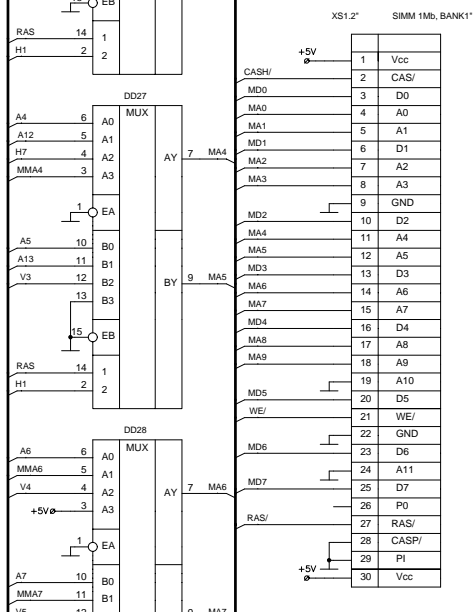 EB
RAS 14 1
H1 2 2
DD27
MUX
A4 6 A0
A12 5 A1
H7 4 A2 AY 7 MA4
MMA4 3 A3
1 EA
A5 10 B0
A13 11 B1
V3 12 B2 BY 9 MA5
13 B3
15 EB
RAS 14 1
H1 2 2
DD28
MUX
A6 6 A0
MMA6 5 A1
V4 4 A2 AY 7 MA6
+5V 3 A3
1 EA
A7 10 B0
MMA7 11 B1
V5 12 9 MA7
XS1.2" SIMM 1Mb, BANK1"
+5V 1 Vcc
CASH/ 2 CAS/
MD0 3 D0
MA0 4 A0
MA1 5 A1
MD1 6 D1
MA2 7 A2
MA3 8 A3
9 GND
MD2 10 D2
MA4 11 A4
MA5 12 A5
MD3 13 D3
MA6 14 A6
MA7 15 A7
MD4 16 D4
MA8 17 A8
MA9 18 A9
19 A10
MD5 20 D5
WE/ 21 WE/
22 GND
MD6 23 D6
24 A11
MD7 25 D7
26 P0
RAS/ 27 RAS/
28 CASP/
29 PI
+5V 30 Vcc